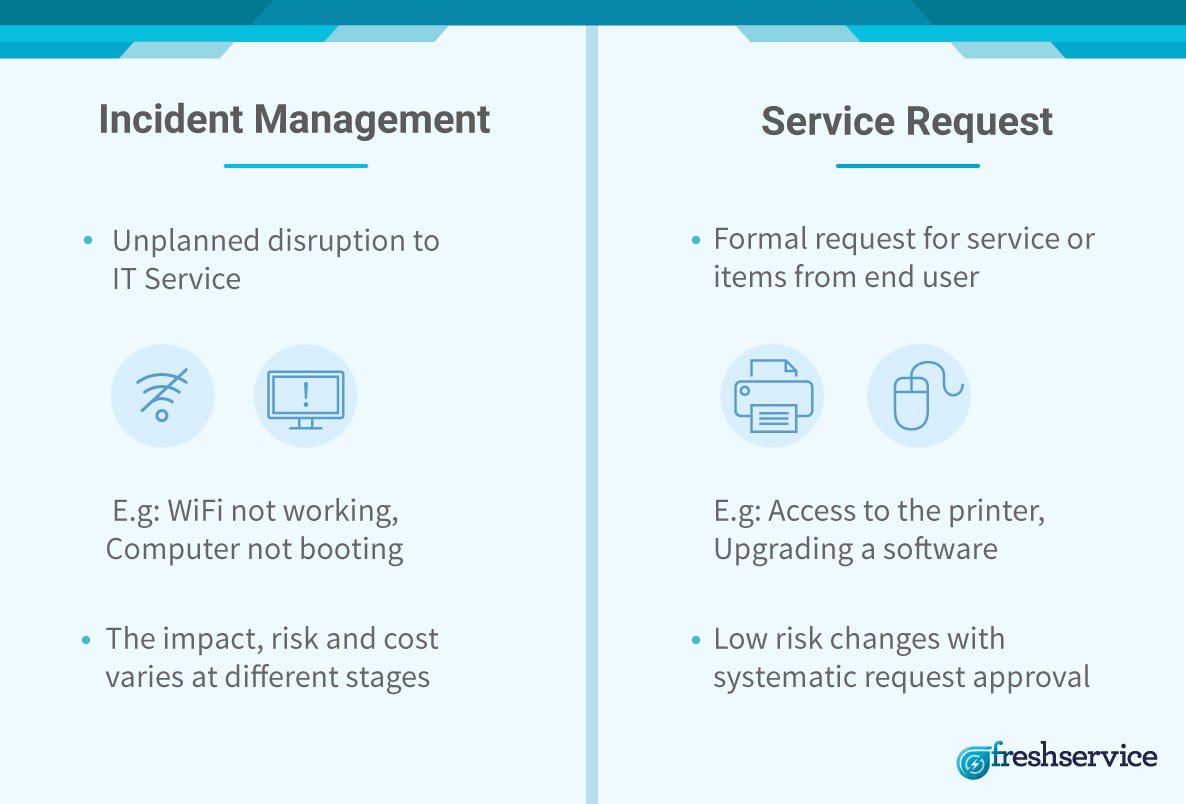 Incident Management
• Unplanned disruption to
IT Service
!
E.g: WiFi not working,
Computer not booting
• The impact, risk and cost
varies at different stages
Service Request
• Formal request for service or
items from end user
E.g: Access to the printer,
Upgrading a software
• Low risk changes with
systematic request approval
freshservice